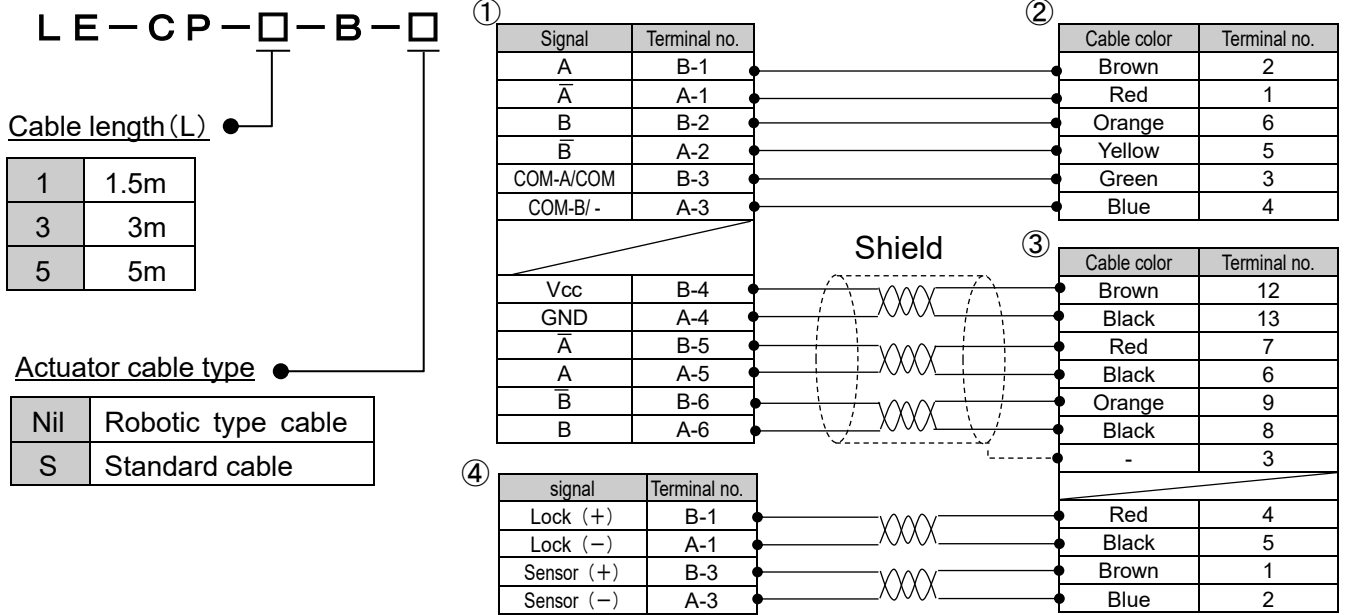 LE-CP-□-B-□
Cable length(L)
1 1.5m
3 3m
5 5m
Actuator cable type
Nil Robotic type cable
S Standard cable
①
Signal Terminal no.
A B-1
A̅ A-1
B B-2
B̅ A-2
COM-A/COM B-3
COM-B/ - A-3
Vcc B-4
GND A-4
A̅ B-5
A A-5
B̅ B-6
B A-6
Shield
②
Cable color Terminal no.
Brown 2
Red 1
Orange 6
Yellow 5
Green 3
Blue 4
③
Cable color Terminal no.
Brown 12
Black 13
Red 7
Black 6
Orange 9
Black 8
- 3
Red 4
Black 5
Brown 1
Blue 2
④
signal Terminal no.
Lock (+) B-1
Lock (−) A-1
Sensor (+) B-3
Sensor (−) A-3